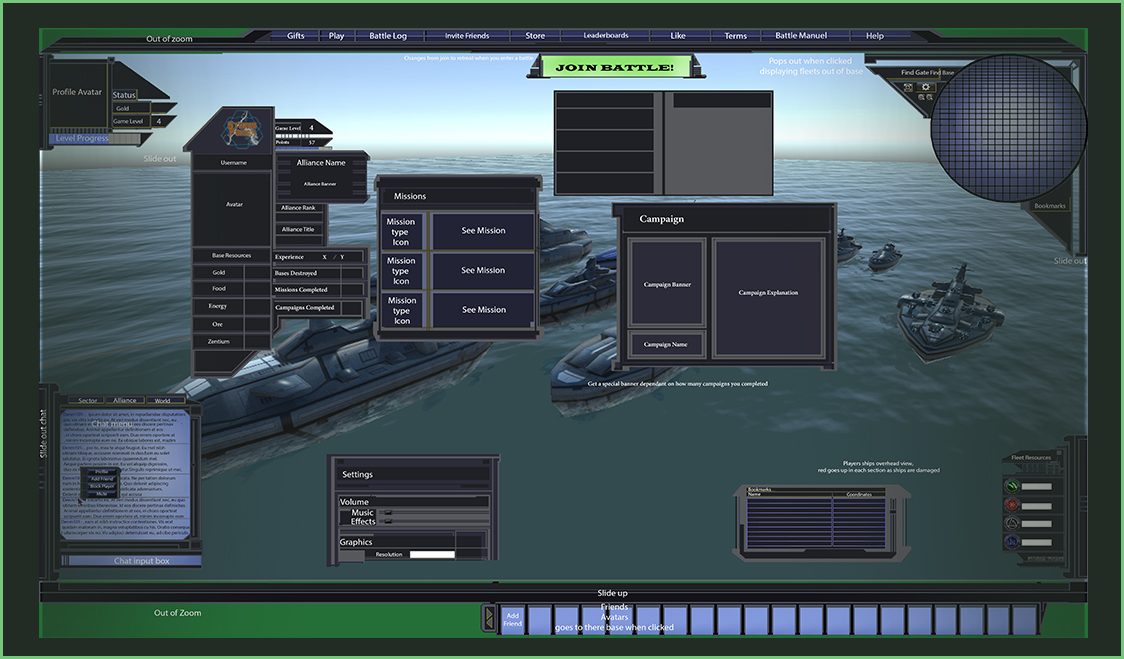 Out of zoom
Gifts
Play
Battle Log
Invite Friends
Store
Leaderboards
Like
Terms
Battle Manuel
Help
Changes from join to retreat when you enter a battle
JOIN BATTLE!
Pops out when clicked
displaying fleets out of base
Find Gate Find Base
Profile Avatar
Status
Gold
Game Level 4
Level Progress
Slide out
Game Level 4
Points 57
Username
Alliance Name
Alliance Banner
Avatar
Alliance Rank
Alliance Title
Base Resources
Experience X / Y
Gold
Bases Destroyed
Food
Missions Completed
Energy
Campaigns Completed
Ore
Zentium
Missions
Mission
type
Icon
See Mission
Mission
type
Icon
See Mission
Mission
type
Icon
See Mission
Campaign
Campaign Banner
Campaign Explanation
Campaign Name
Get a special banner dependant on how many campaigns you completed
Bookmarks
Slide out
Slide out chat
Sector
Alliance
World
Chat menu
Profile
Add Friend
Block Player
Mute
Chat input box
Settings
Volume
Music
Effects
Graphics
Resolution
Players ships overhead view,
red goes up in each section as ships are damaged
Bookmarks
Name
Coordinates
Fleet Resources
Slide up
Out of Zoom
Add
Friend
Friends
Avatars
goes to there base when clicked